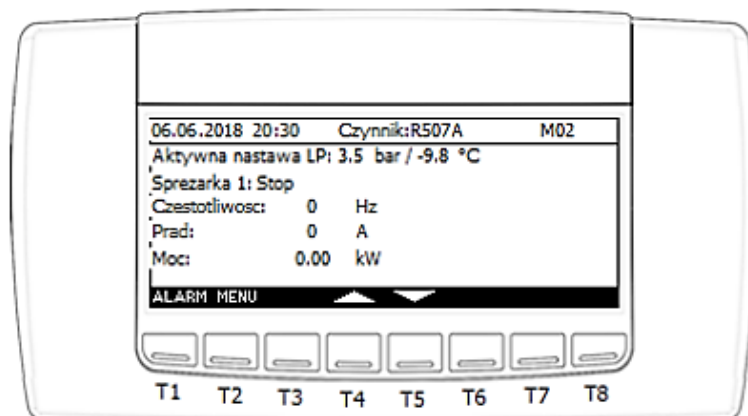 06.06.2018 20:30 Czynnik:R507A M02
Aktywna nastawa LP: 3.5 bar / -9.8 °C
Sprezarka 1: Stop
Czestotliwosc: 0 Hz
Prad: 0 A
Moc: 0.00 kW
ALARM MENU
T1 T2 T3 T4 T5 T6 T7 T8